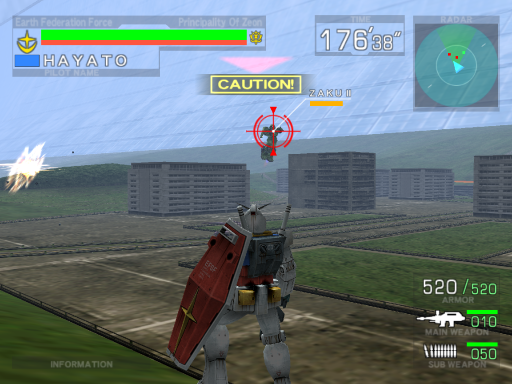 Earth Federation Force Principality Of Zeon
HAYATO
PILOT NAME
TIME
176'38"
RADAR
CAUTION!
ZAKU II
520/520
ARMOR
010
MAIN WEAPON
050
SUB WEAPON
INFORMATION